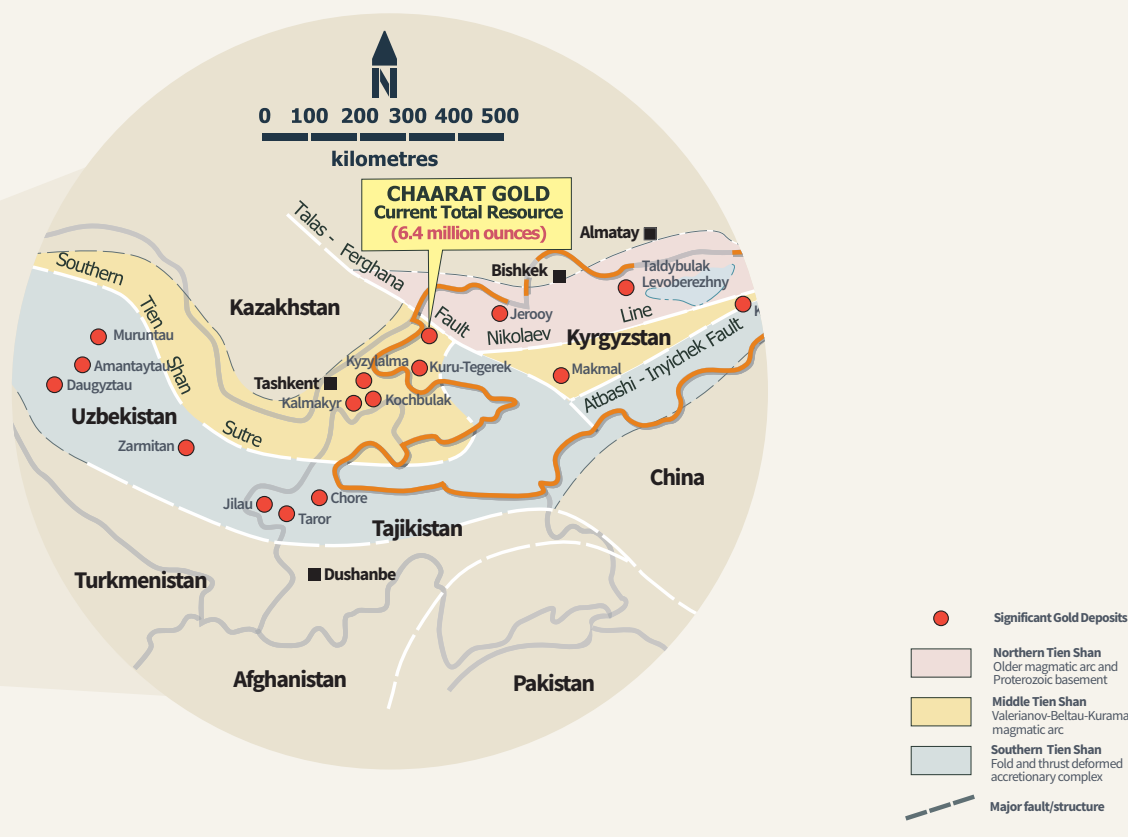 N
0 100 200 300 400 500
kilometres
CHAARAT GOLD
Current Total Resource
(6.4 million ounces)
Talas - Ferghana
Fault
Almatay
Bishkek
Taldybulak
Levoberezhny
Southern
Tien
Shan
Sutre
Kazakhstan
Jerooy
Nikolaev
Line
Kyrgyzstan
K
Muruntau
Amantaytau
Daugyztau
Kyzylalma
Kuru-Tegerek
Makmal
Atbashi - Inyichek Fault
Tashkent
Kalmakyr
Kochbulak
Uzbekistan
Zarmitan
China
Jilau
Chore
Taror
Tajikistan
Turkmenistan
Dushanbe
Afghanistan
Pakistan
Significant Gold Deposits
Northern Tien Shan
Older magmatic arc and
Proterozoic basement
Middle Tien Shan
Valerianov-Beltau-Kurama
magmatic arc
Southern Tien Shan
Fold and thrust deformed
accretionary complex
Major fault/structure